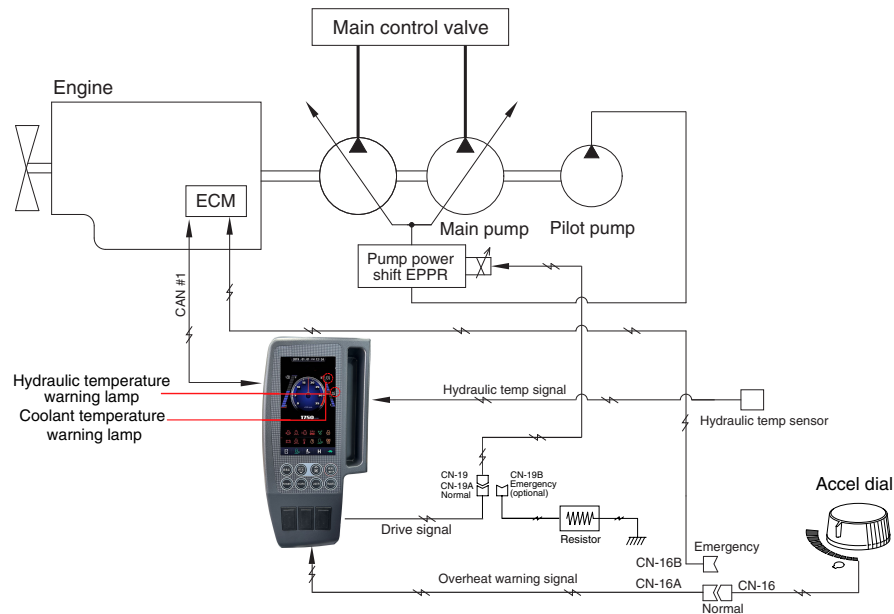 Main control valve
Engine
ECM
Main pump
Pilot pump
Pump power
shift EPPR
CAN #1
Hydraulic temperature
warning lamp
Coolant temperature
warning lamp
1750
H
Hydraulic temp signal
Hydraulic temp sensor
CN-19
CN-19A
Normal
CN-19B
Emergency
(optional)
Accel dial
Drive signal
Resistor
Emergency
CN-16B
Overheat warning signal
CN-16A
CN-16
Normal